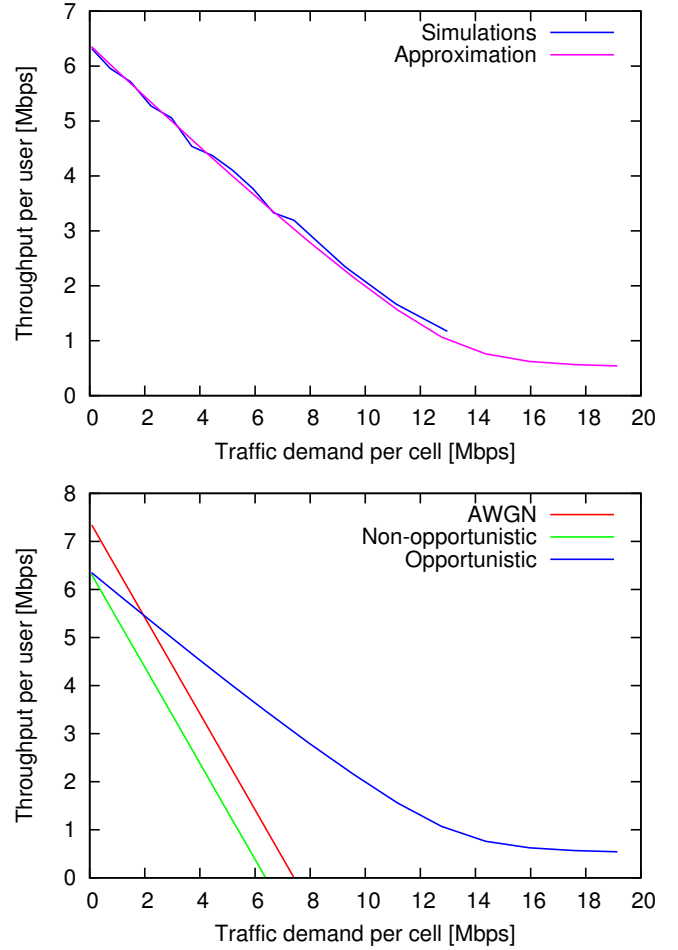 7
6
5
4
3
2
1
0
Throughput per user [Mbps]
Simulations
Approximation
0 2 4 6 8 10 12 14 16 18 20
Traffic demand per cell [Mbps]
8
7
6
5
4
3
2
1
0
Throughput per user [Mbps]
AWGN
Non-opportunistic
Opportunistic
0 2 4 6 8 10 12 14 16 18 20
Traffic demand per cell [Mbps]